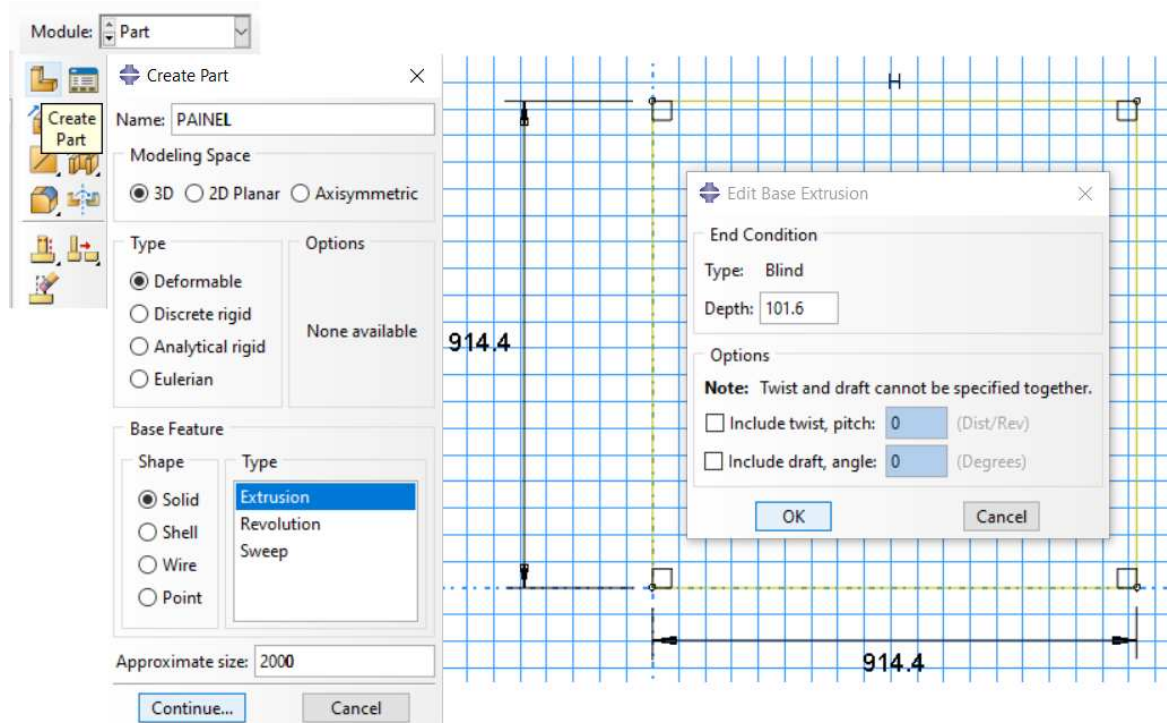 Module: Part
Create Part
Create
Part
Name: PAINEL
Modeling Space
3D 2D Planar Axisymmetric
Type
Deformable
Discrete rigid
Analytical rigid
Eulerian
Options
None available
Base Feature
Shape
Solid
Shell
Wire
Point
Type
Extrusion
Revolution
Sweep
Approximate size: 2000
Continue... Cancel
H
914.4
914.4
Edit Base Extrusion
End Condition
Type: Blind
Depth: 101.6
Options
Note: Twist and draft cannot be specified together.
Include twist, pitch: 0 (Dist/Rev)
Include draft, angle: 0 (Degrees)
OK Cancel